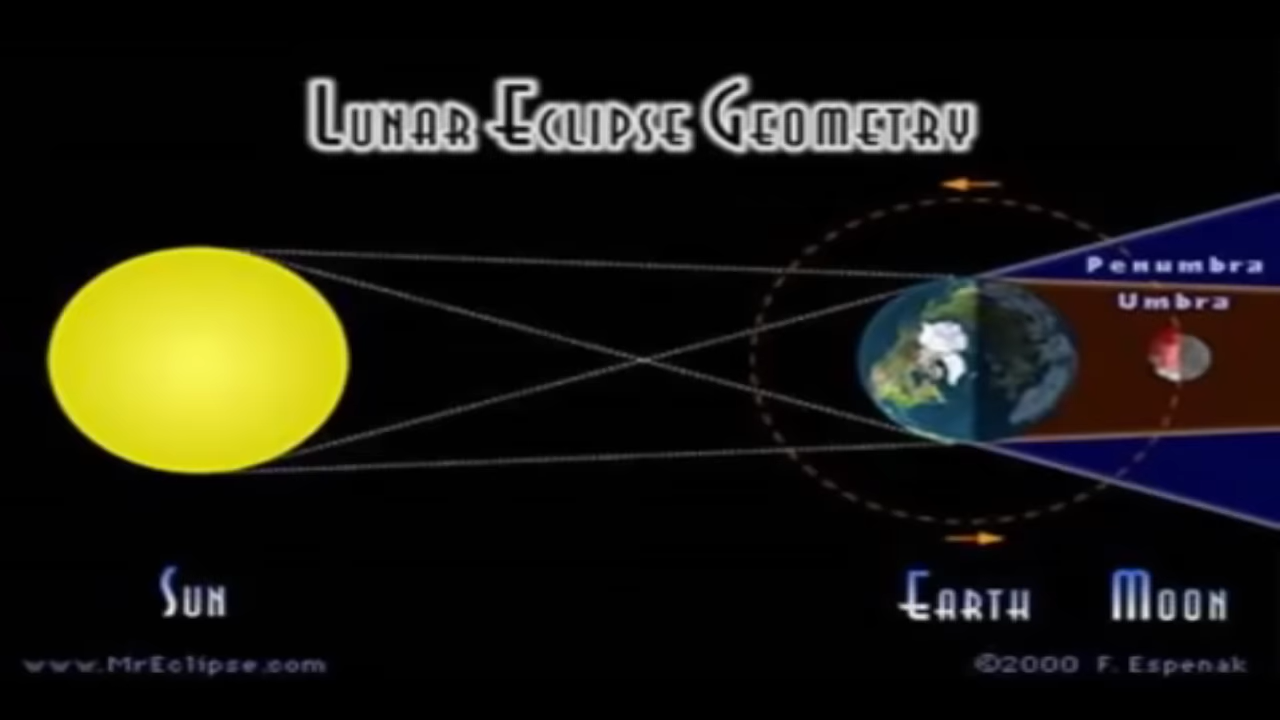 Lunar Eclipse Geometry
Penumbra
Umbra
Sun
Earth
Moon
www.MrEclipse.com
©2000 F. Espenak